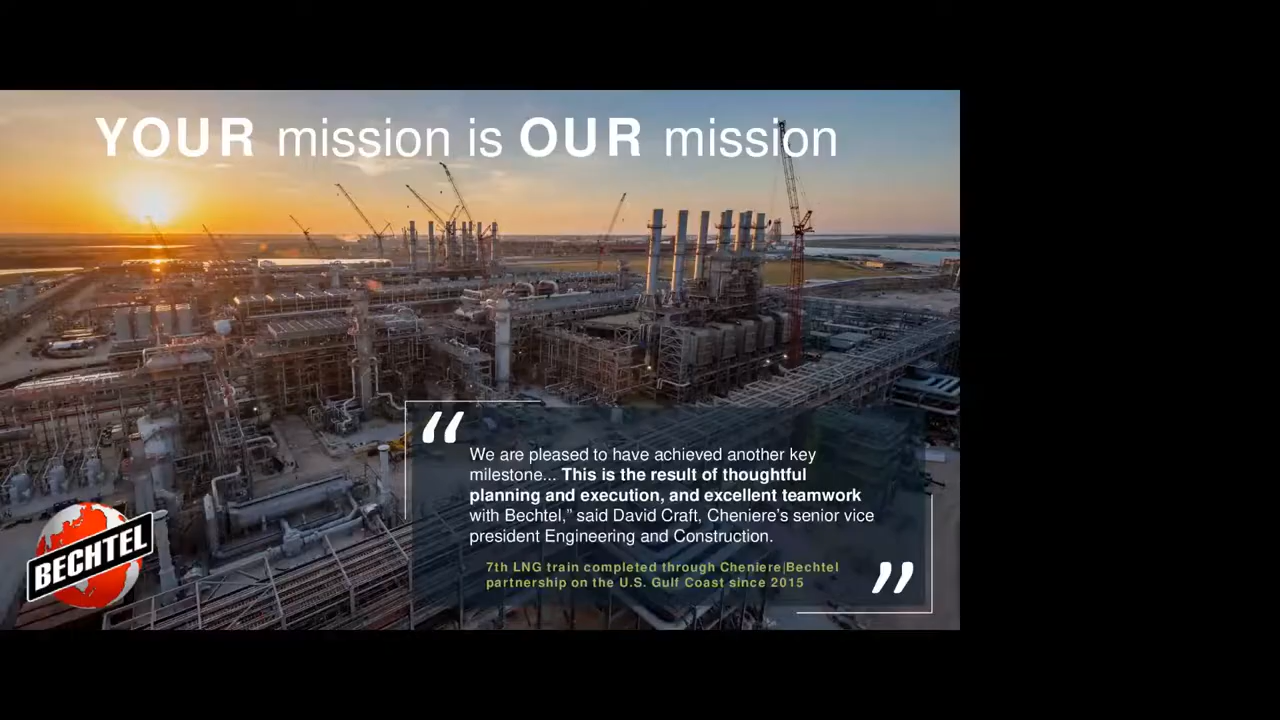 YOUR mission is OUR mission
“
We are pleased to have achieved another key
milestone... This is the result of thoughtful
planning and execution, and excellent teamwork
with Bechtel,” said David Craft, Cheniere’s senior vice
president Engineering and Construction.
7th LNG train completed through Cheniere|Bechtel
partnership on the U.S. Gulf Coast since 2015
”
BECHTEL